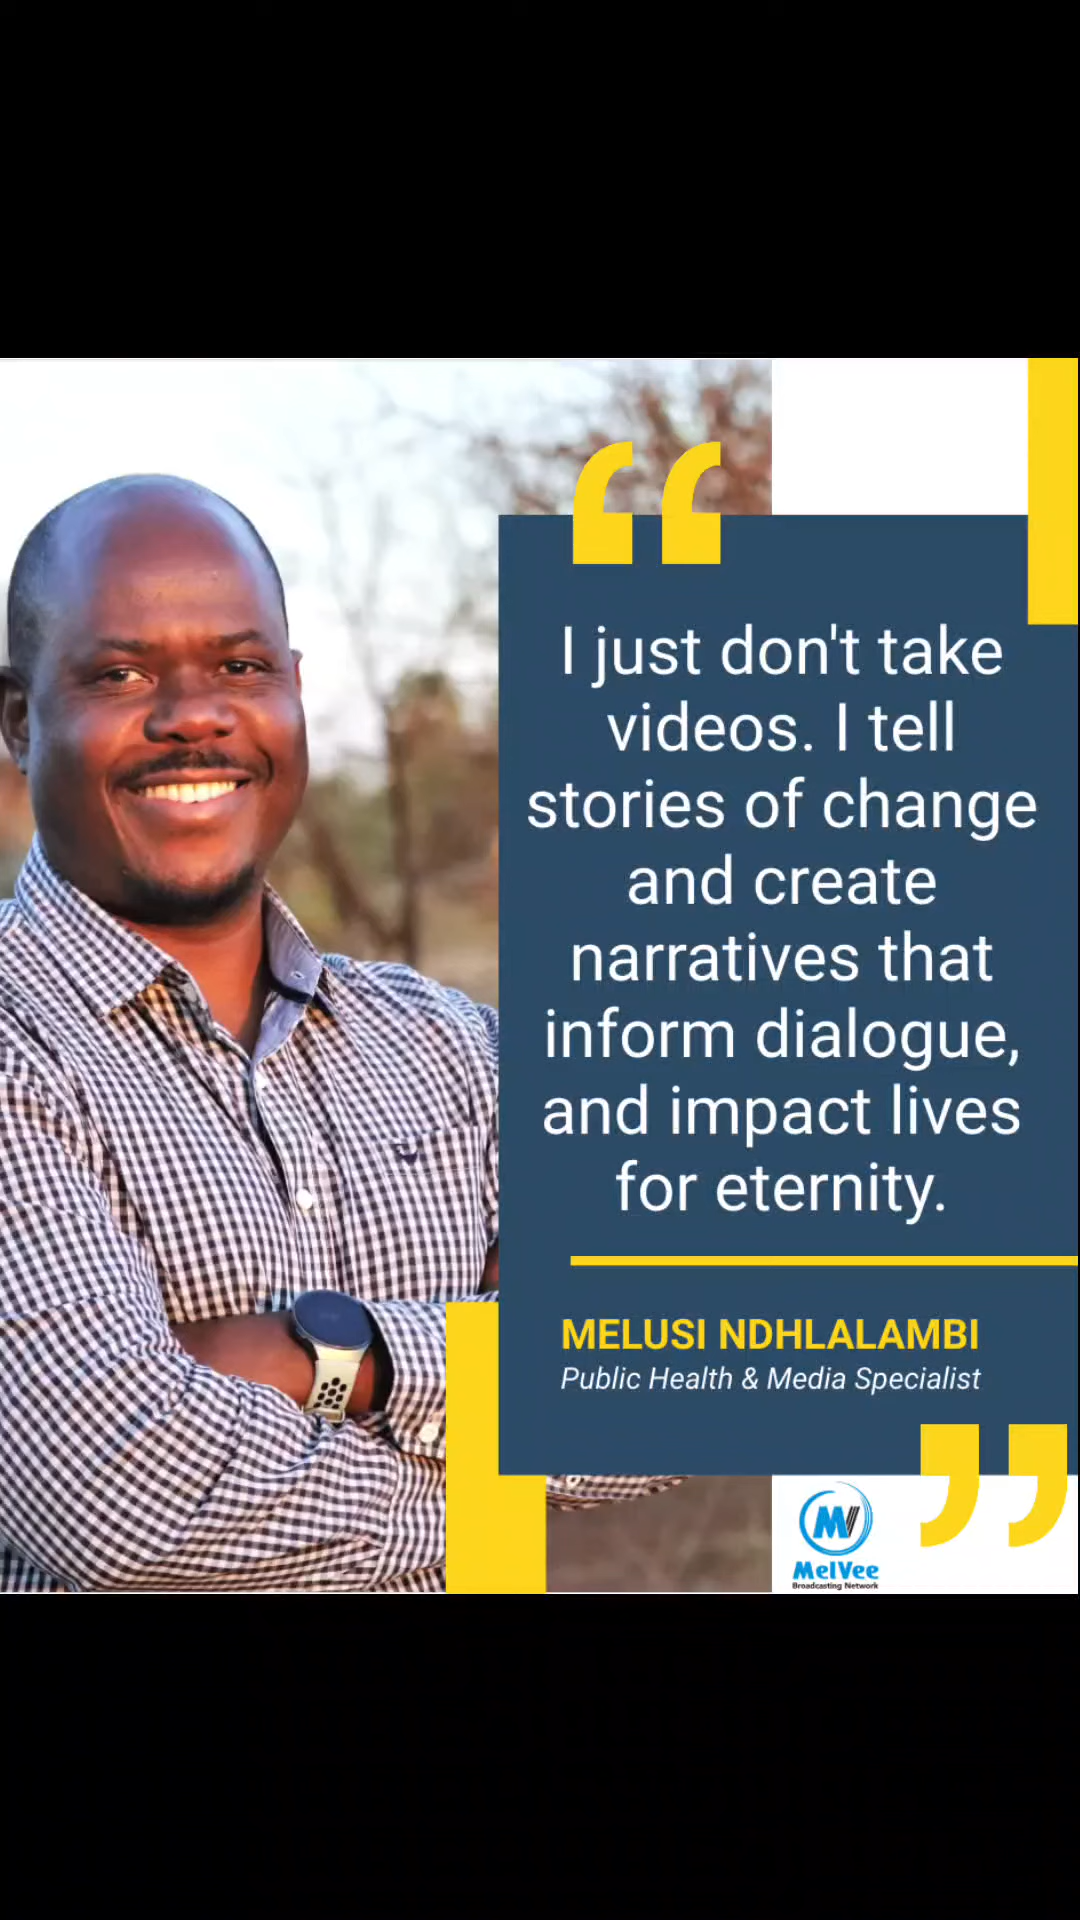 I just don't take
videos. I tell
stories of change
and create
narratives that
inform dialogue,
and impact lives
for eternity.
MELUSI NDHLALAMBI
Public Health & Media Specialist
MV
MelVee
Broadcasting Network